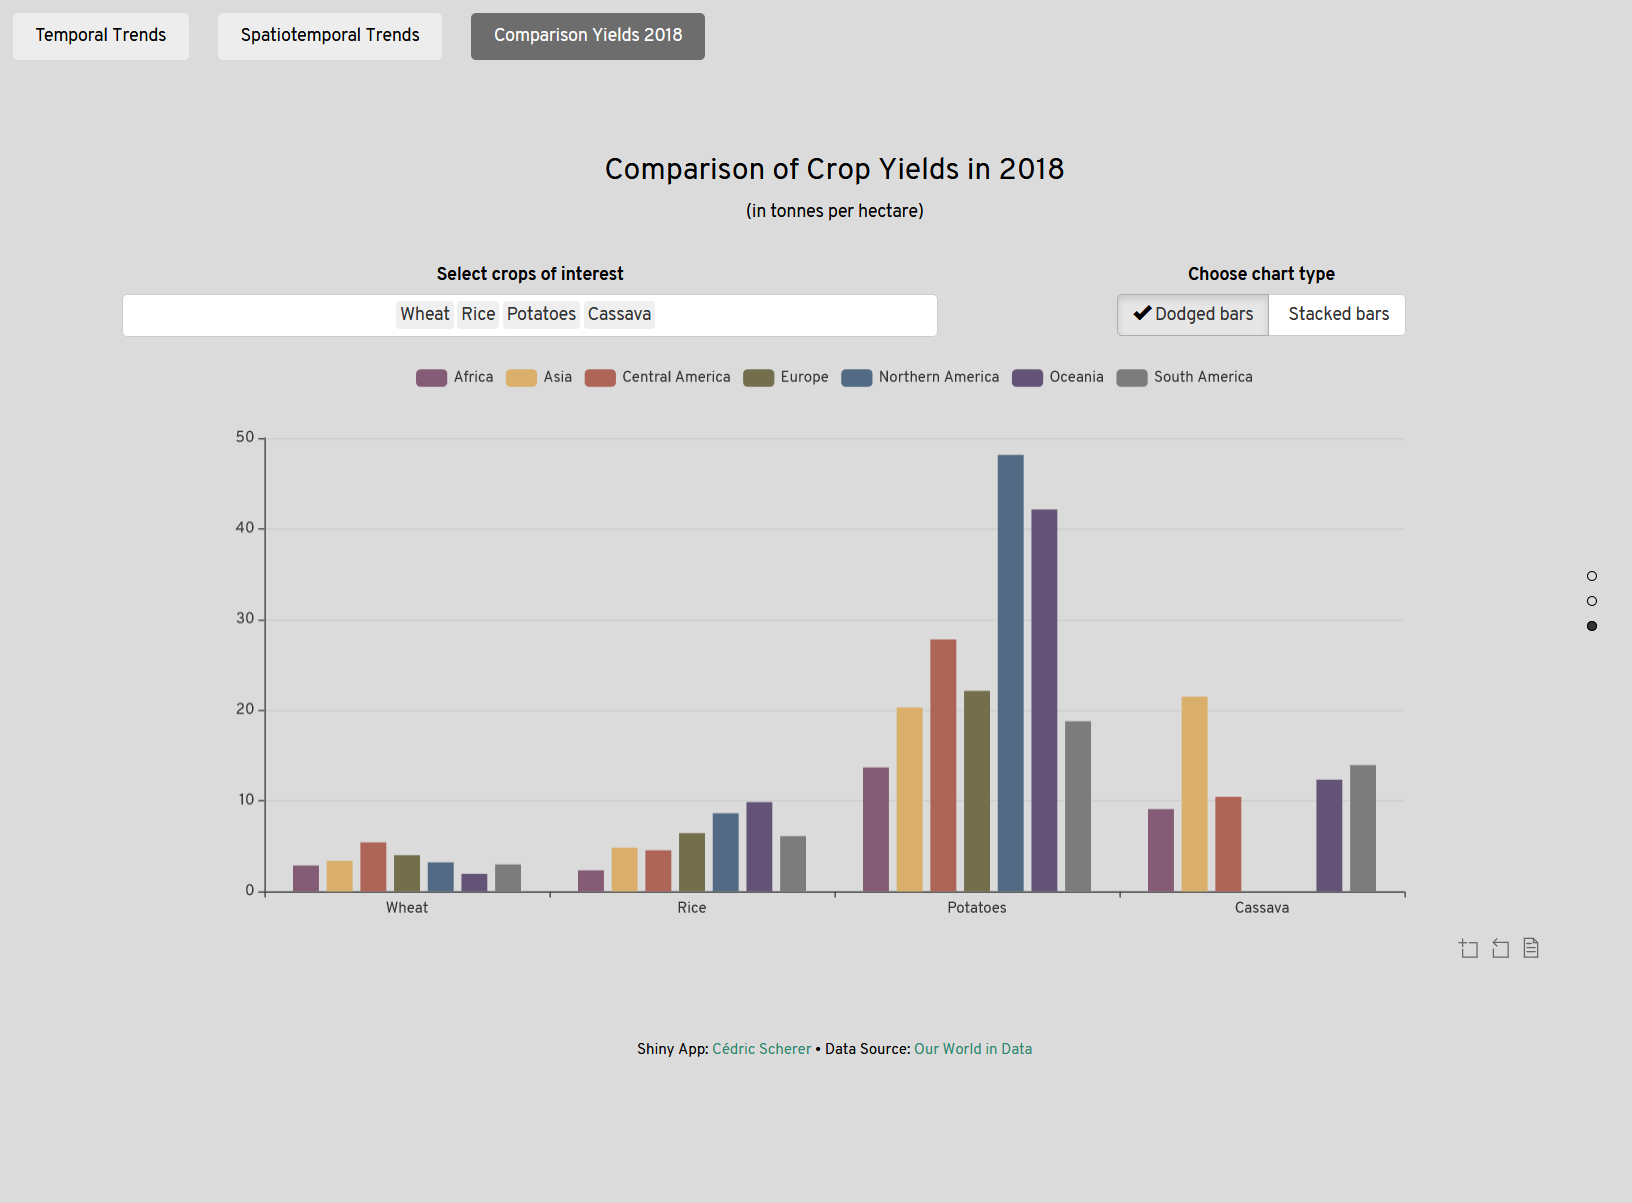 Temporal Trends Spatiotemporal Trends Comparison Yields 2018
Comparison of Crop Yields in 2018
(in tonnes per hectare)
Select crops of interest
Wheat Rice Potatoes Cassava
Choose chart type
Dodged bars Stacked bars
Africa Asia Central America Europe Northern America Oceania South America
50
40
30
20
10
0
Wheat Rice Potatoes Cassava
Shiny App: Cédric Scherer • Data Source: Our World in Data